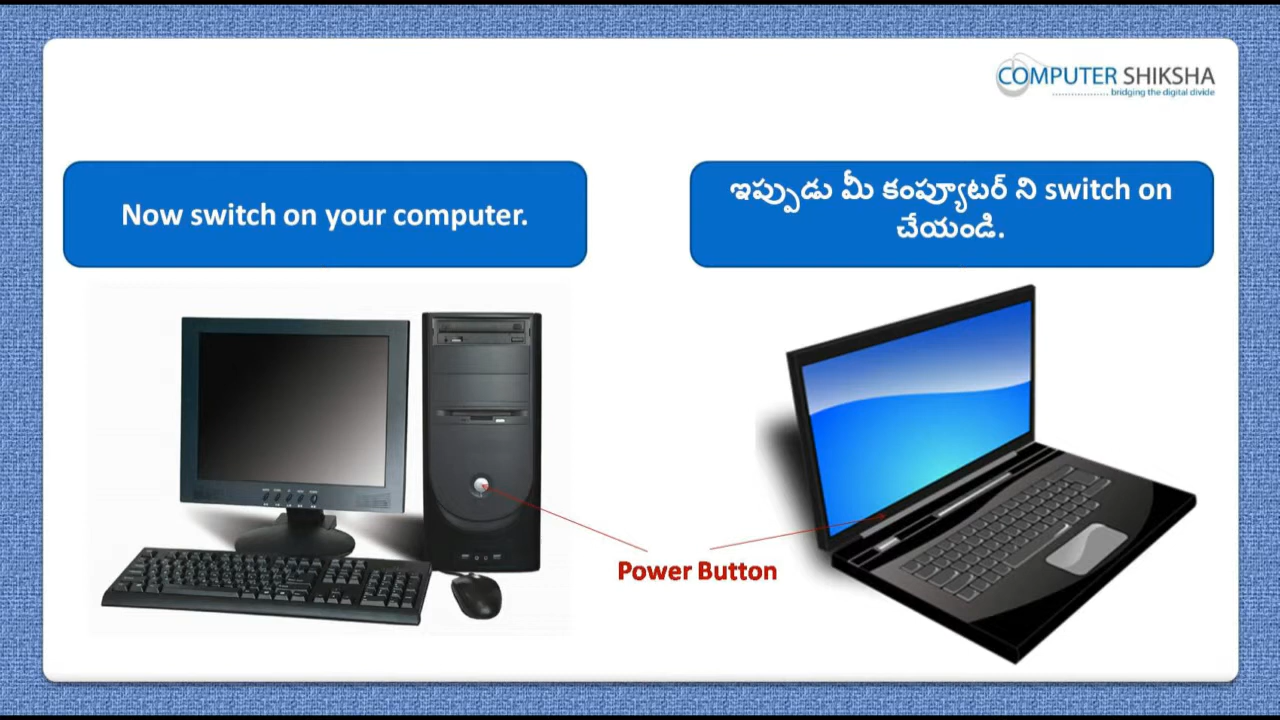 COMPUTER SHIKSHA
bridging the digital divide
Now switch on your computer.
ఇప్పుడు మీ కంప్యూటర్ ని switch on
చేయండి.
Power Button